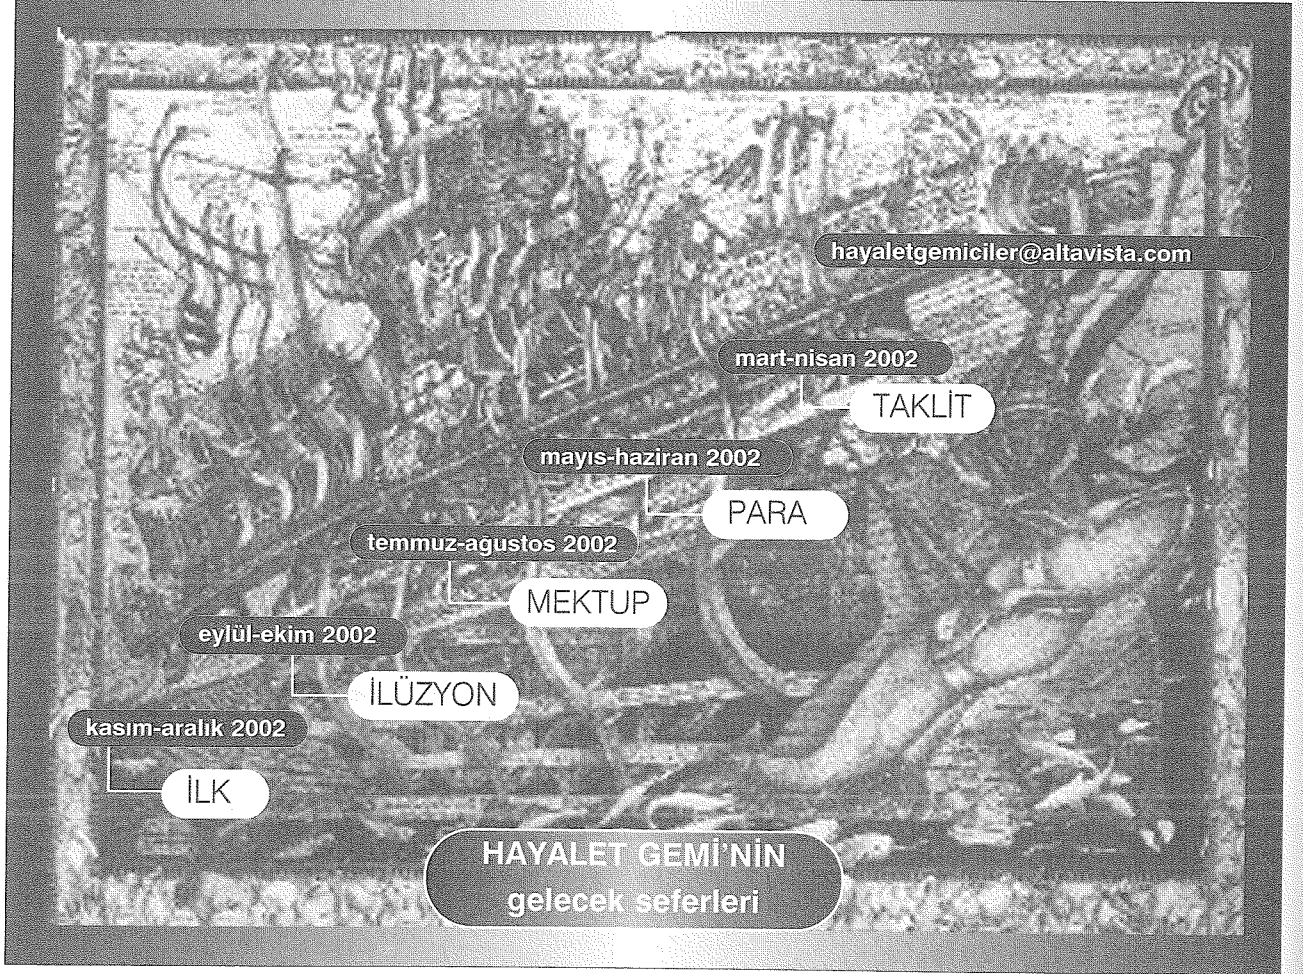 hayaletgemiciler@altavista.com
mart-nisan 2002
TAKLİT
mayıs-haziran 2002
PARA
temmuz-ağustos 2002
MEKTUP
eylül-ekim 2002
İLÜZYON
kasım-aralık 2002
İLK
HAYALET GEMİ'NİN
gelecek seferleri